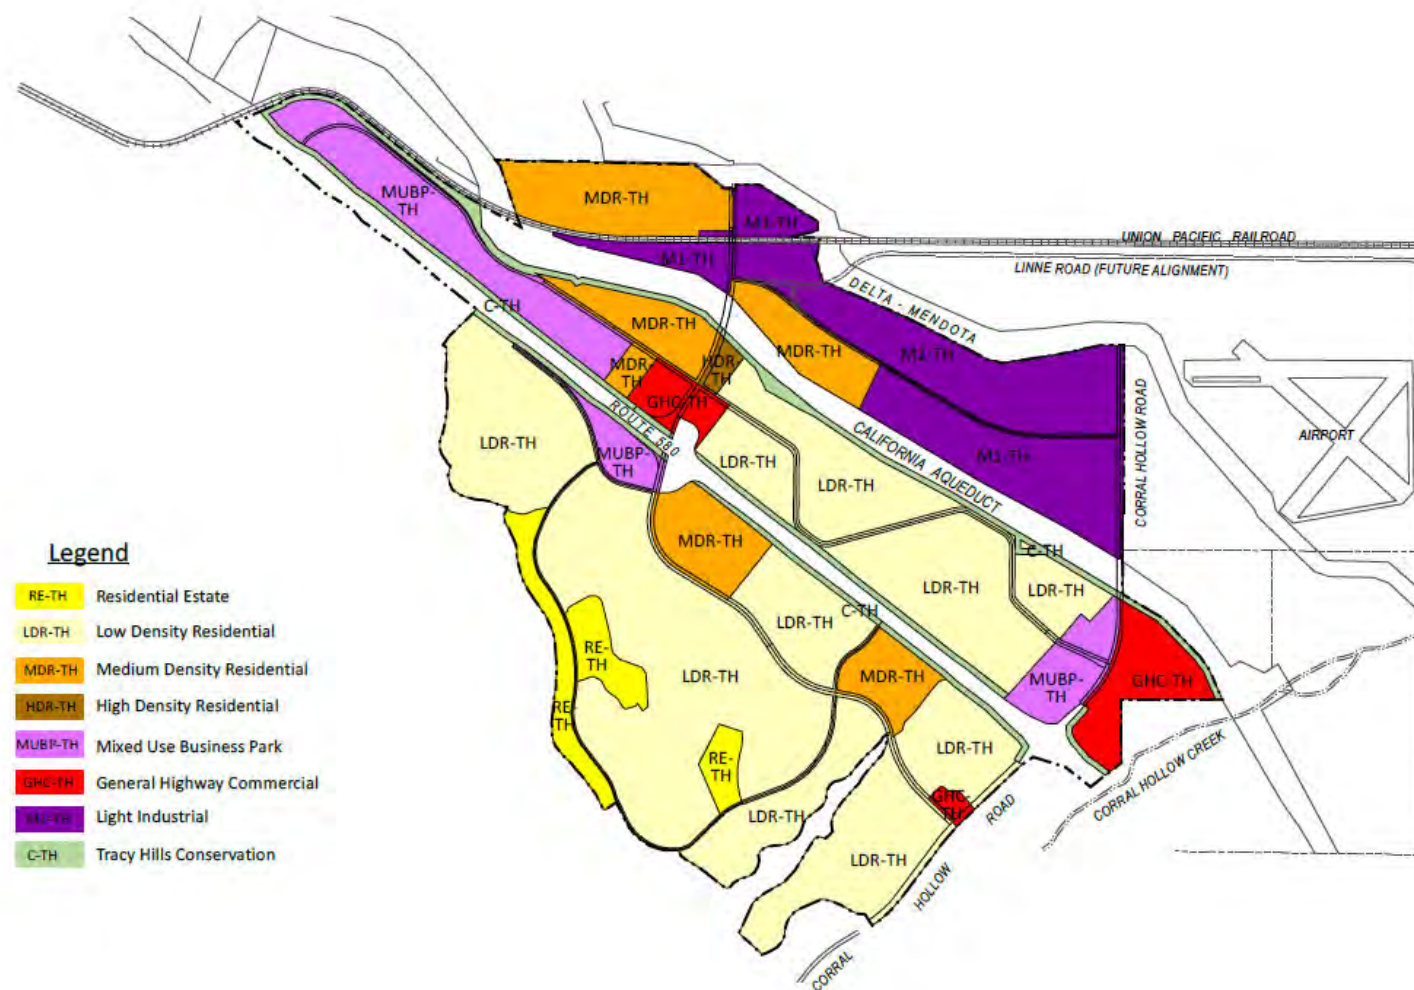 MDR-TH
MUBP-
TH
M1-TH
UNION PACIFIC RAILROAD
M1-TH
LINNE ROAD (FUTURE ALIGNMENT)
DELTA - MENDOTA
C-TH
MDR-TH
MDR-TH
M1-TH
HDR-
TH
MDR-
TH
GHC-TH
ROUTE 580
CORRAL HOLLOW ROAD
AIRPORT
LDR-TH
MUBP-
TH
LDR-TH
CALIFORNIA AQUEDUCT
M1-TH
LDR-TH
MDR-TH
C-TH
LDR-TH
LDR-TH
C-TH
LDR-TH
RE-
TH
LDR-TH
MDR-TH
MUBP-
TH
GHC-TH
RE-
TH
LDR-TH
RE-
TH
CORRAL HOLLOW CREEK
GHC-
TH
LDR-TH
LDR-TH
CORRAL
HOLLOW
ROAD
Legend
RE-TH Residential Estate
LDR-TH Low Density Residential
MDR-TH Medium Density Residential
HDR-TH High Density Residential
MUBP-TH Mixed Use Business Park
GHC-TH General Highway Commercial
M1-TH Light Industrial
C-TH Tracy Hills Conservation